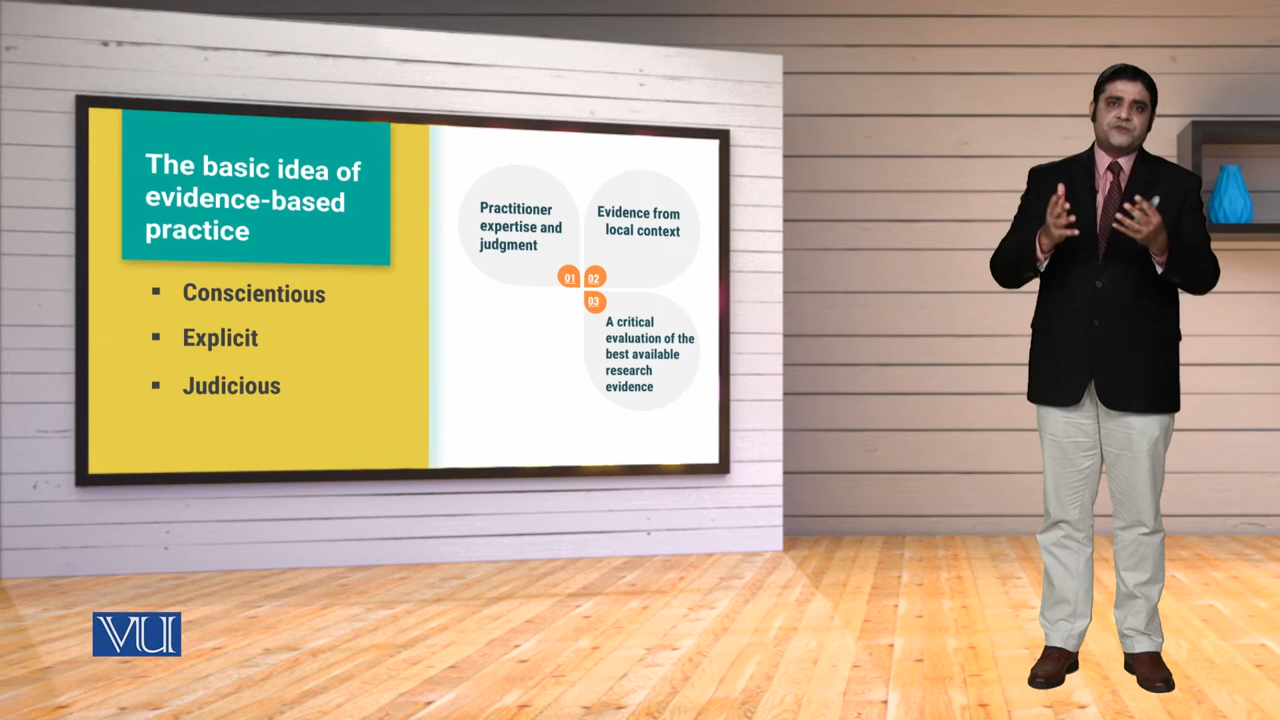 The basic idea of
evidence-based
practice
▪ Conscientious
▪ Explicit
▪ Judicious
Practitioner
expertise and
judgment
01
Evidence from
local context
02
03
A critical
evaluation of the
best available
research
evidence
VU